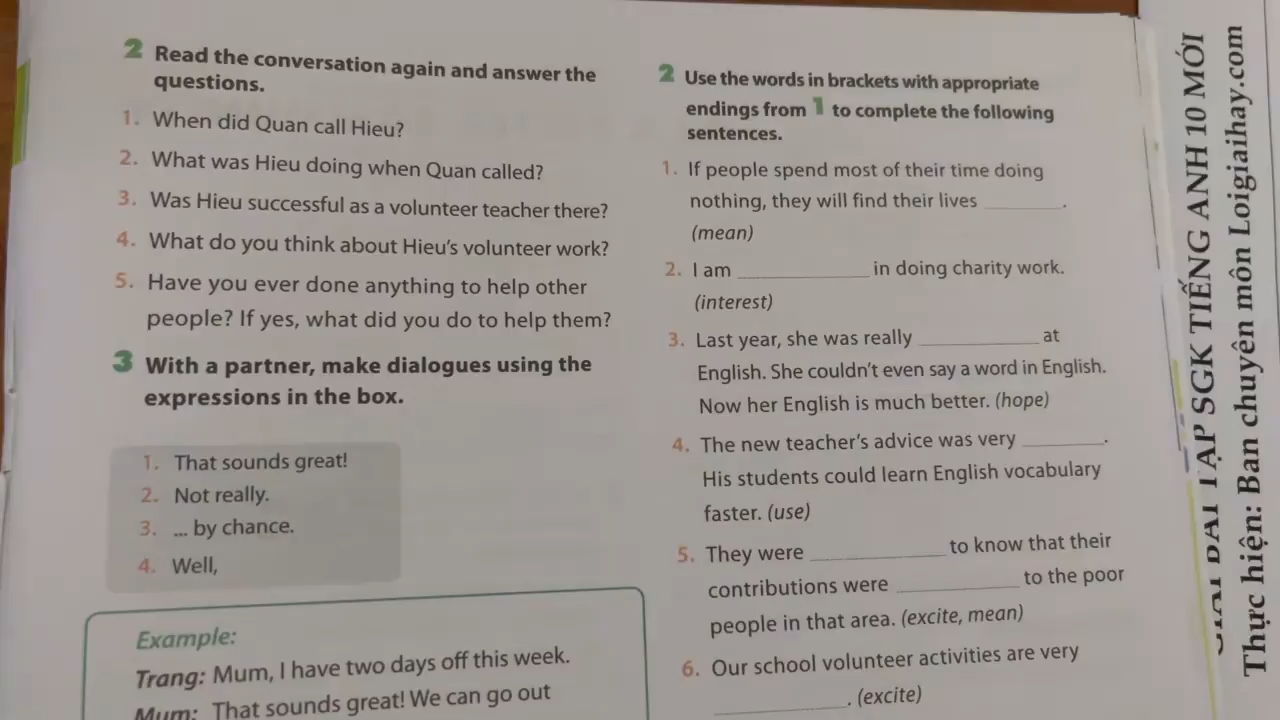 2 Read the conversation again and answer the
questions.
1. When did Quan call Hieu?
2. What was Hieu doing when Quan called?
3. Was Hieu successful as a volunteer teacher there?
4. What do you think about Hieu's volunteer work?
5. Have you ever done anything to help other
people? If yes, what did you do to help them?
3 With a partner, make dialogues using the
expressions in the box.
1. That sounds great!
2. Not really.
3. ... by chance.
4. Well,
Example:
Trang: Mum, I have two days off this week.
Mum: That sounds great! We can go out
2 Use the words in brackets with appropriate
endings from 1 to complete the following
sentences.
1. If people spend most of their time doing
nothing, they will find their lives ________.
(mean)
2. I am ____________ in doing charity work.
(interest)
3. Last year, she was really ____________ at
English. She couldn't even say a word in English.
Now her English is much better. (hope)
4. The new teacher's advice was very ________.
His students could learn English vocabulary
faster. (use)
5. They were ____________ to know that their
contributions were ____________ to the poor
people in that area. (excite, mean)
6. Our school volunteer activities are very
____________. (excite)
GIẢI BÀI TẬP SGK TIẾNG ANH 10 MỚI
Thực hiện: Ban chuyên môn Loigiaihay.com